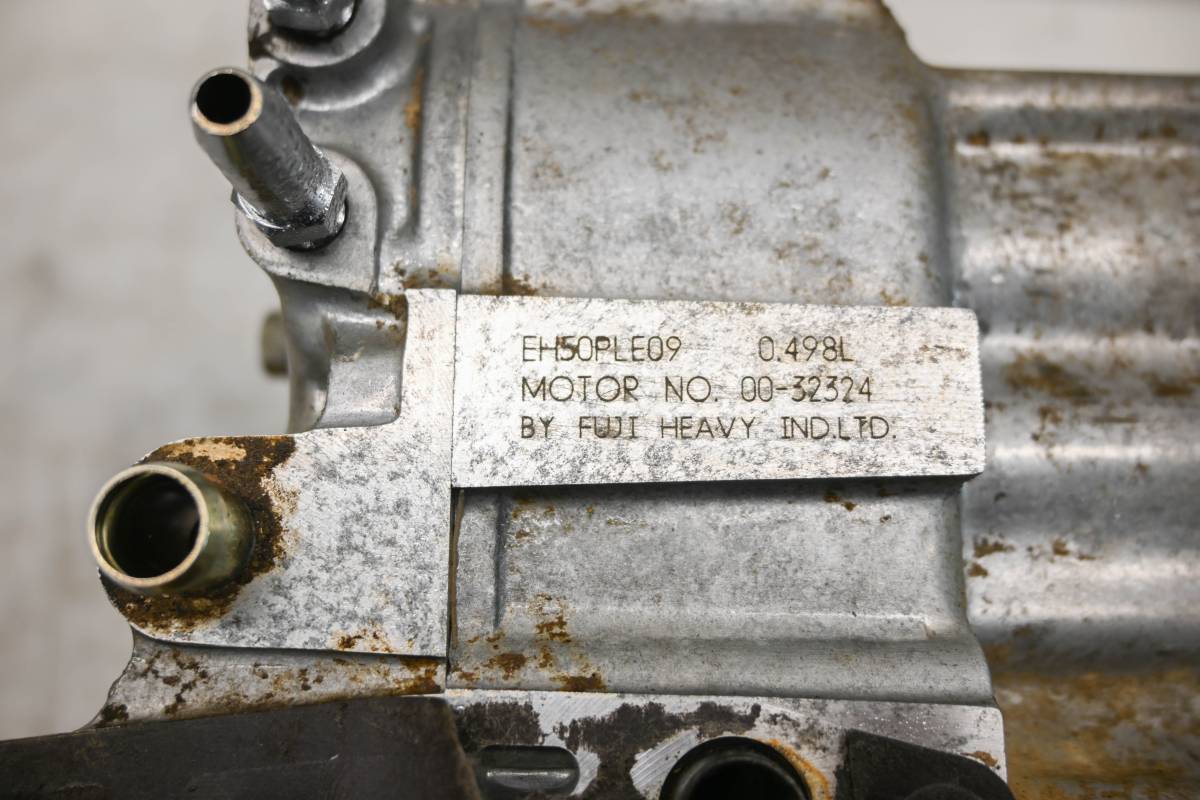 EH50PLE09 0.498L
MOTOR NO. 00-32324
BY FUJI HEAVY IND.LTD.